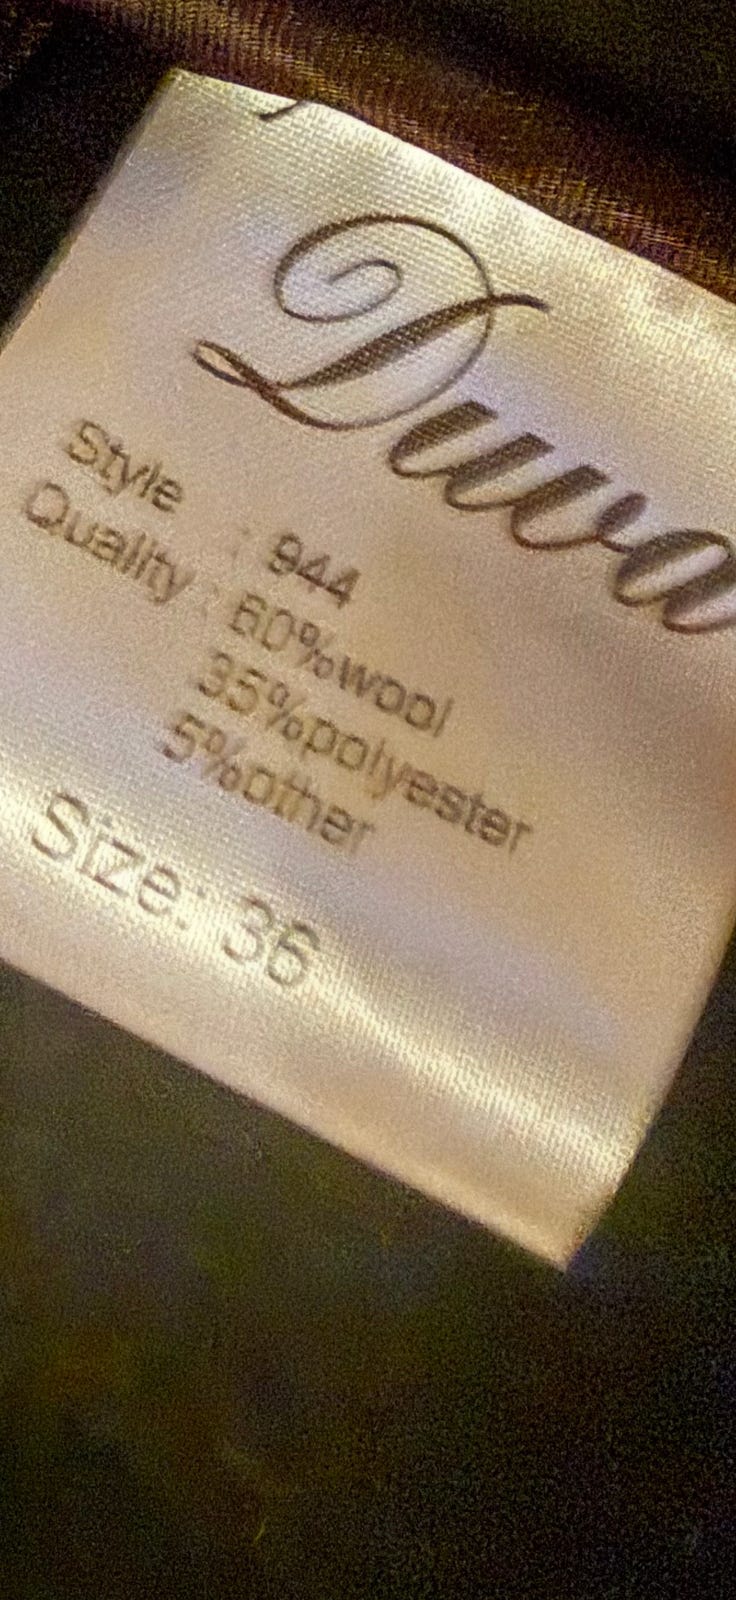 Duwa
Style : 944
Quality : 60%wool
35%polyester
5%other
Size: 36